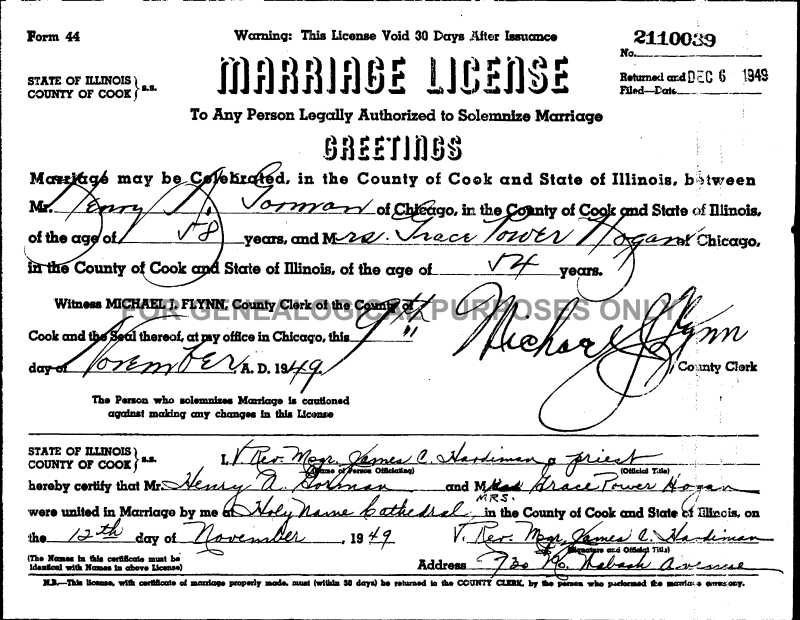 Form 44 Warning: This License Void 30 Days After Issuance
No. 2110039
MARRIAGE LICENSE
STATE OF ILLINOIS } s.s.
COUNTY OF COOK
Returned and
Filed—Date DEC 6 1949
To Any Person Legally Authorized to Solemnize Marriage
GREETINGS
Marriage may be Celebrated, in the County of Cook and State of Illinois, between
Mr. Henry A. Gorman of Chicago, in the County of Cook and State of Illinois,
of the age of 58 years, and Mrs. Grace Power Hogan of Chicago,
in the County of Cook and State of Illinois, of the age of 54 years.
Witness MICHAEL J. FLYNN, County Clerk of the County of
FOR GENEALOGICAL PURPOSES ONLY
Cook and the Seal thereof, at my office in Chicago, this 9th
day of November A. D. 1949
Michael J. Flynn
County Clerk
The Person who solemnizes Marriage is cautioned
against making any changes in this License
STATE OF ILLINOIS } s.s.
COUNTY OF COOK
I, V. Rev. Msgr. James C. Hardiman a priest
(Name of Person Officiating) (Official Title)
hereby certify that Mr. Henry A. Gorman and M Grace Power Hogan
MRS.
were united in Marriage by me at Holy Name Cathedral, in the County of Cook and State of Illinois, on
the 12th day of November, 1949 V. Rev. Msgr. James C. Hardiman
(Signature and Official Title)
(The Names in this certificate must be
identical with Names in above License)
Address 730 No. Wabash Avenue
N.B.—This license, with certificate of marriage properly made, must (within 30 days) be returned to the COUNTY CLERK, by the person who performed the marriage ceremony.